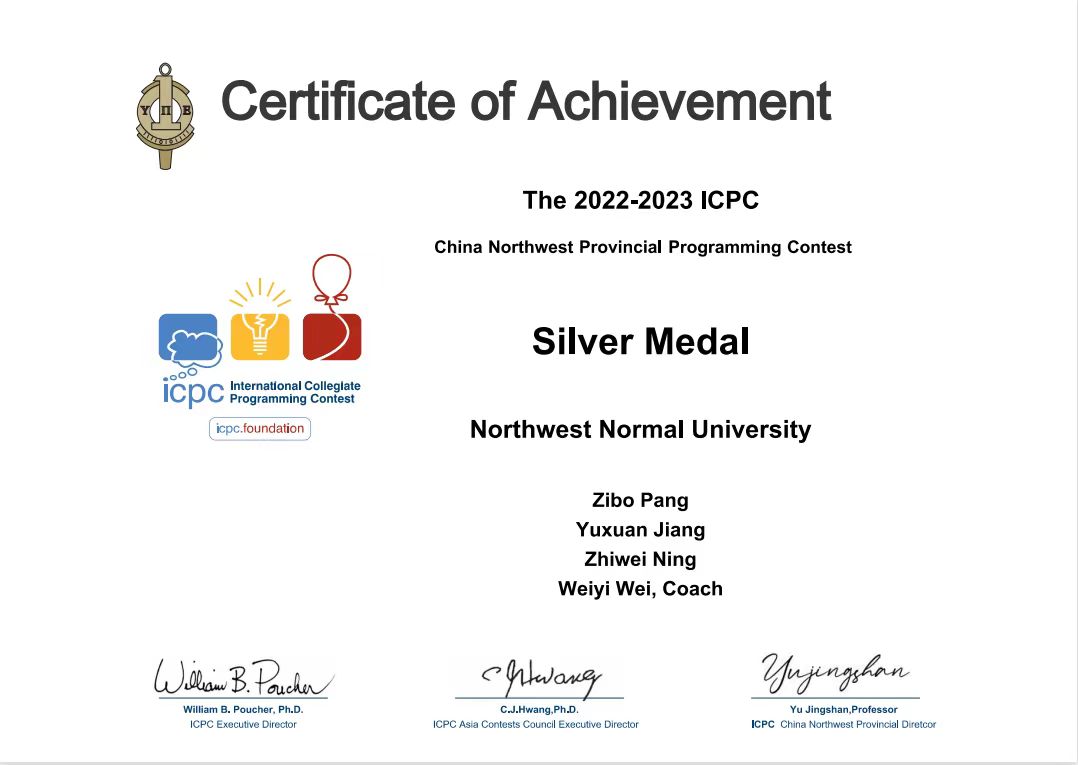 Certificate of Achievement
The 2022-2023 ICPC
China Northwest Provincial Programming Contest
Silver Medal
Northwest Normal University
Zibo Pang
Yuxuan Jiang
Zhiwei Ning
Weiyi Wei, Coach
Υ Π Ε
icpc International Collegiate
Programming Contest
icpc.foundation
William B. Poucher
William B. Poucher, Ph.D.
ICPC Executive Director
CJHwang
C.J.Hwang,Ph.D.
ICPC Asia Contests Council Executive Director
Yujingshan
Yu Jingshan,Professor
ICPC China Northwest Provincial Diretcor